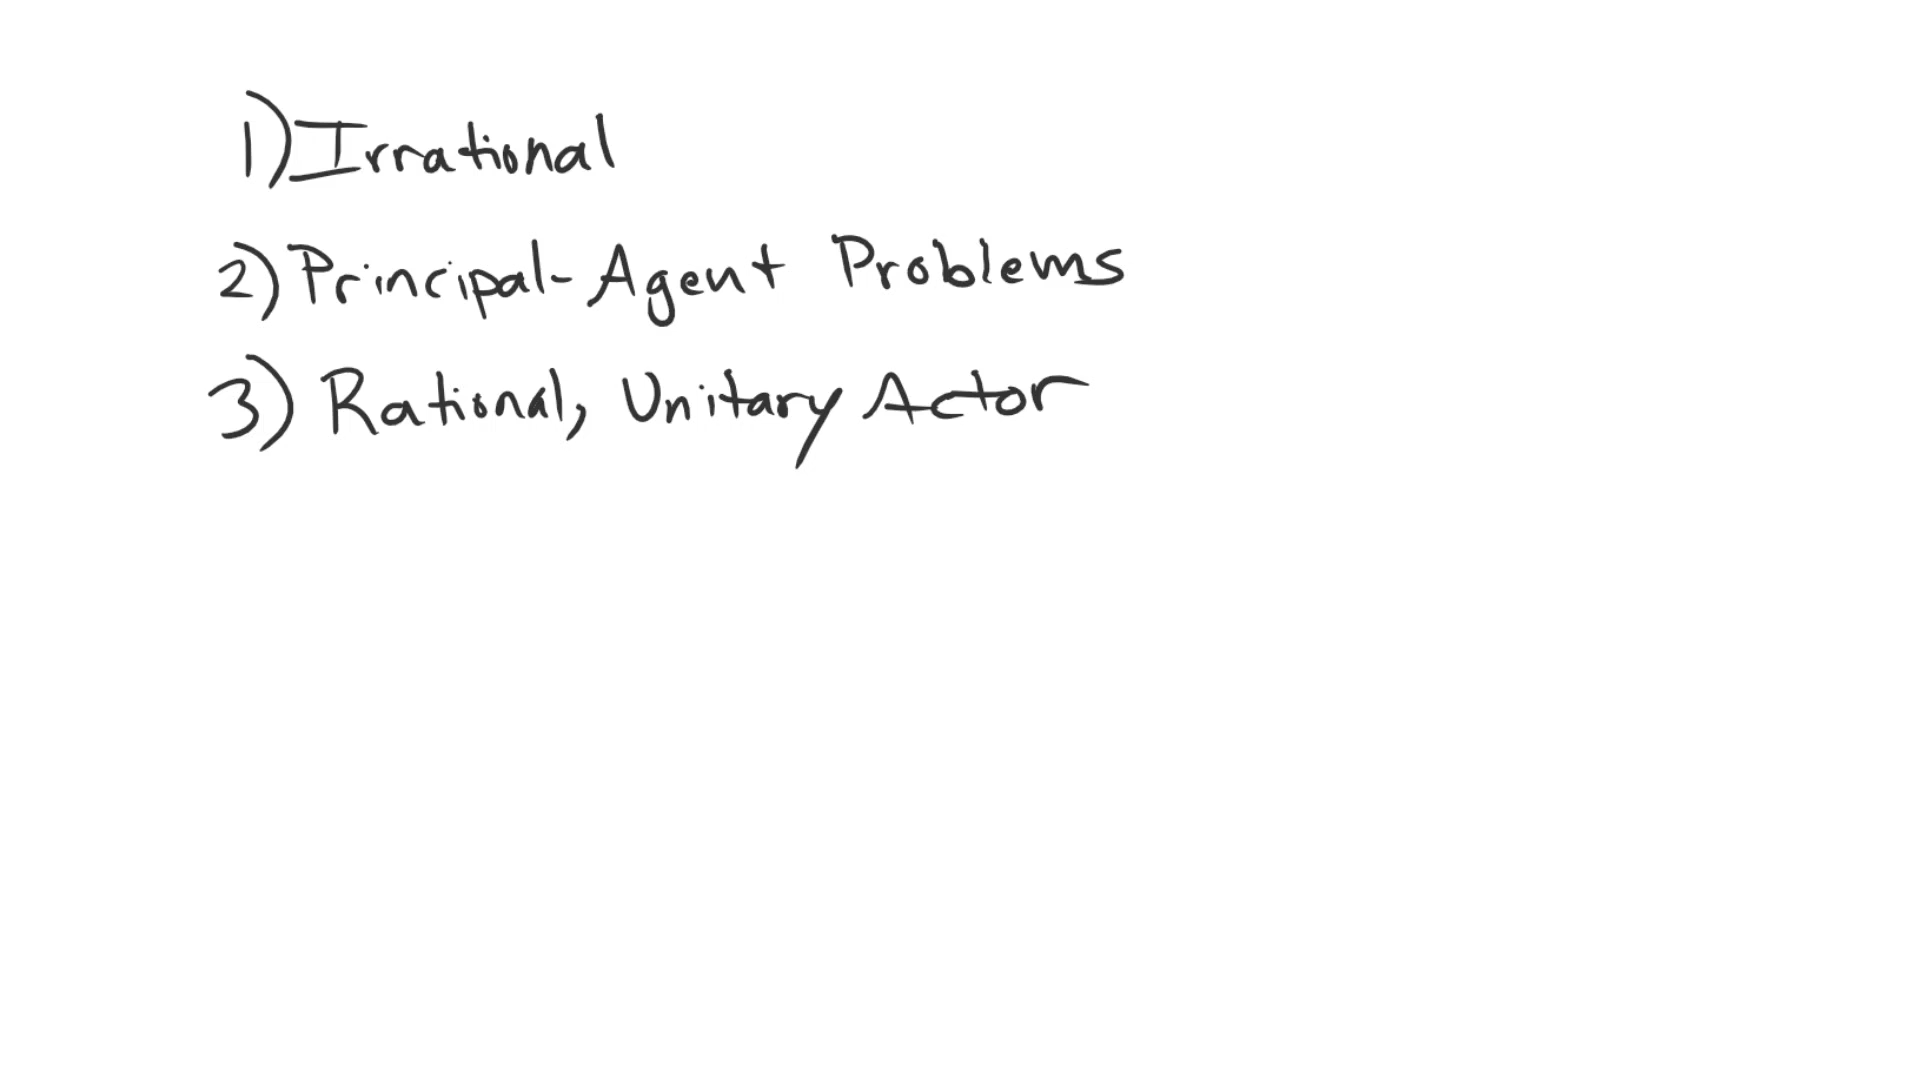 1) Irrational
2) Principal-Agent Problems
3) Rational, Unitary Actor